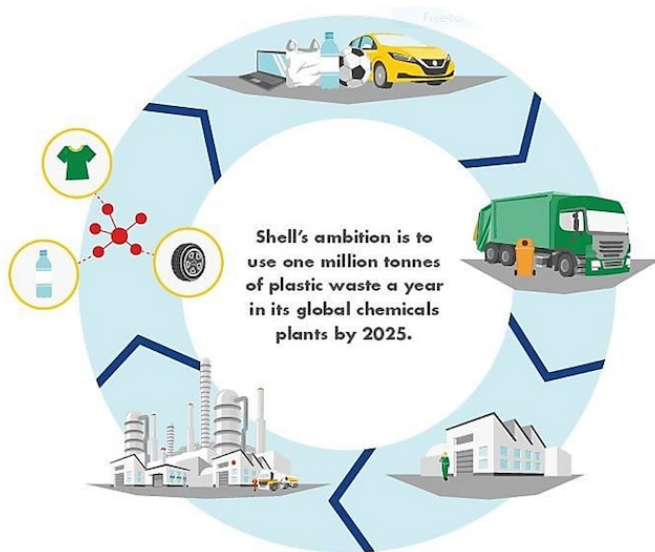 Shell's ambition is to
use one million tonnes
of plastic waste a year
in its global chemicals
plants by 2025.